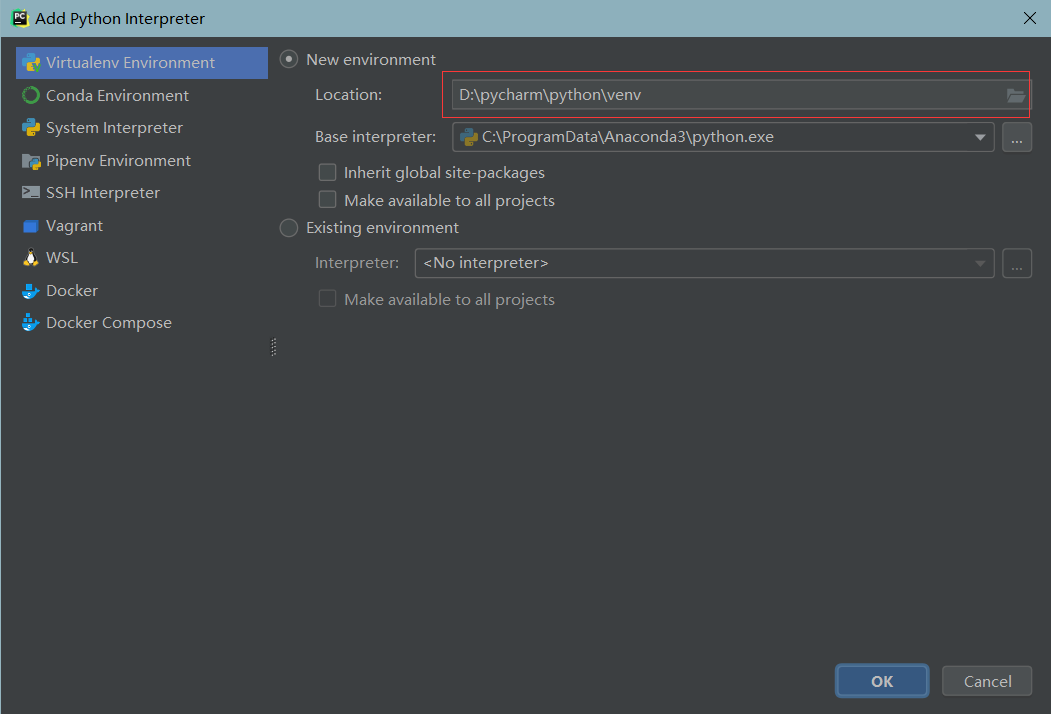 PC Add Python Interpreter
Virtualenv Environment
Conda Environment
System Interpreter
Pipenv Environment
SSH Interpreter
Vagrant
WSL
Docker
Docker Compose
New environment
Location: D:\pycharm\python\venv
Base interpreter: C:\ProgramData\Anaconda3\python.exe ...
Inherit global site-packages
Make available to all projects
Existing environment
Interpreter: <No interpreter> ...
Make available to all projects
OK Cancel